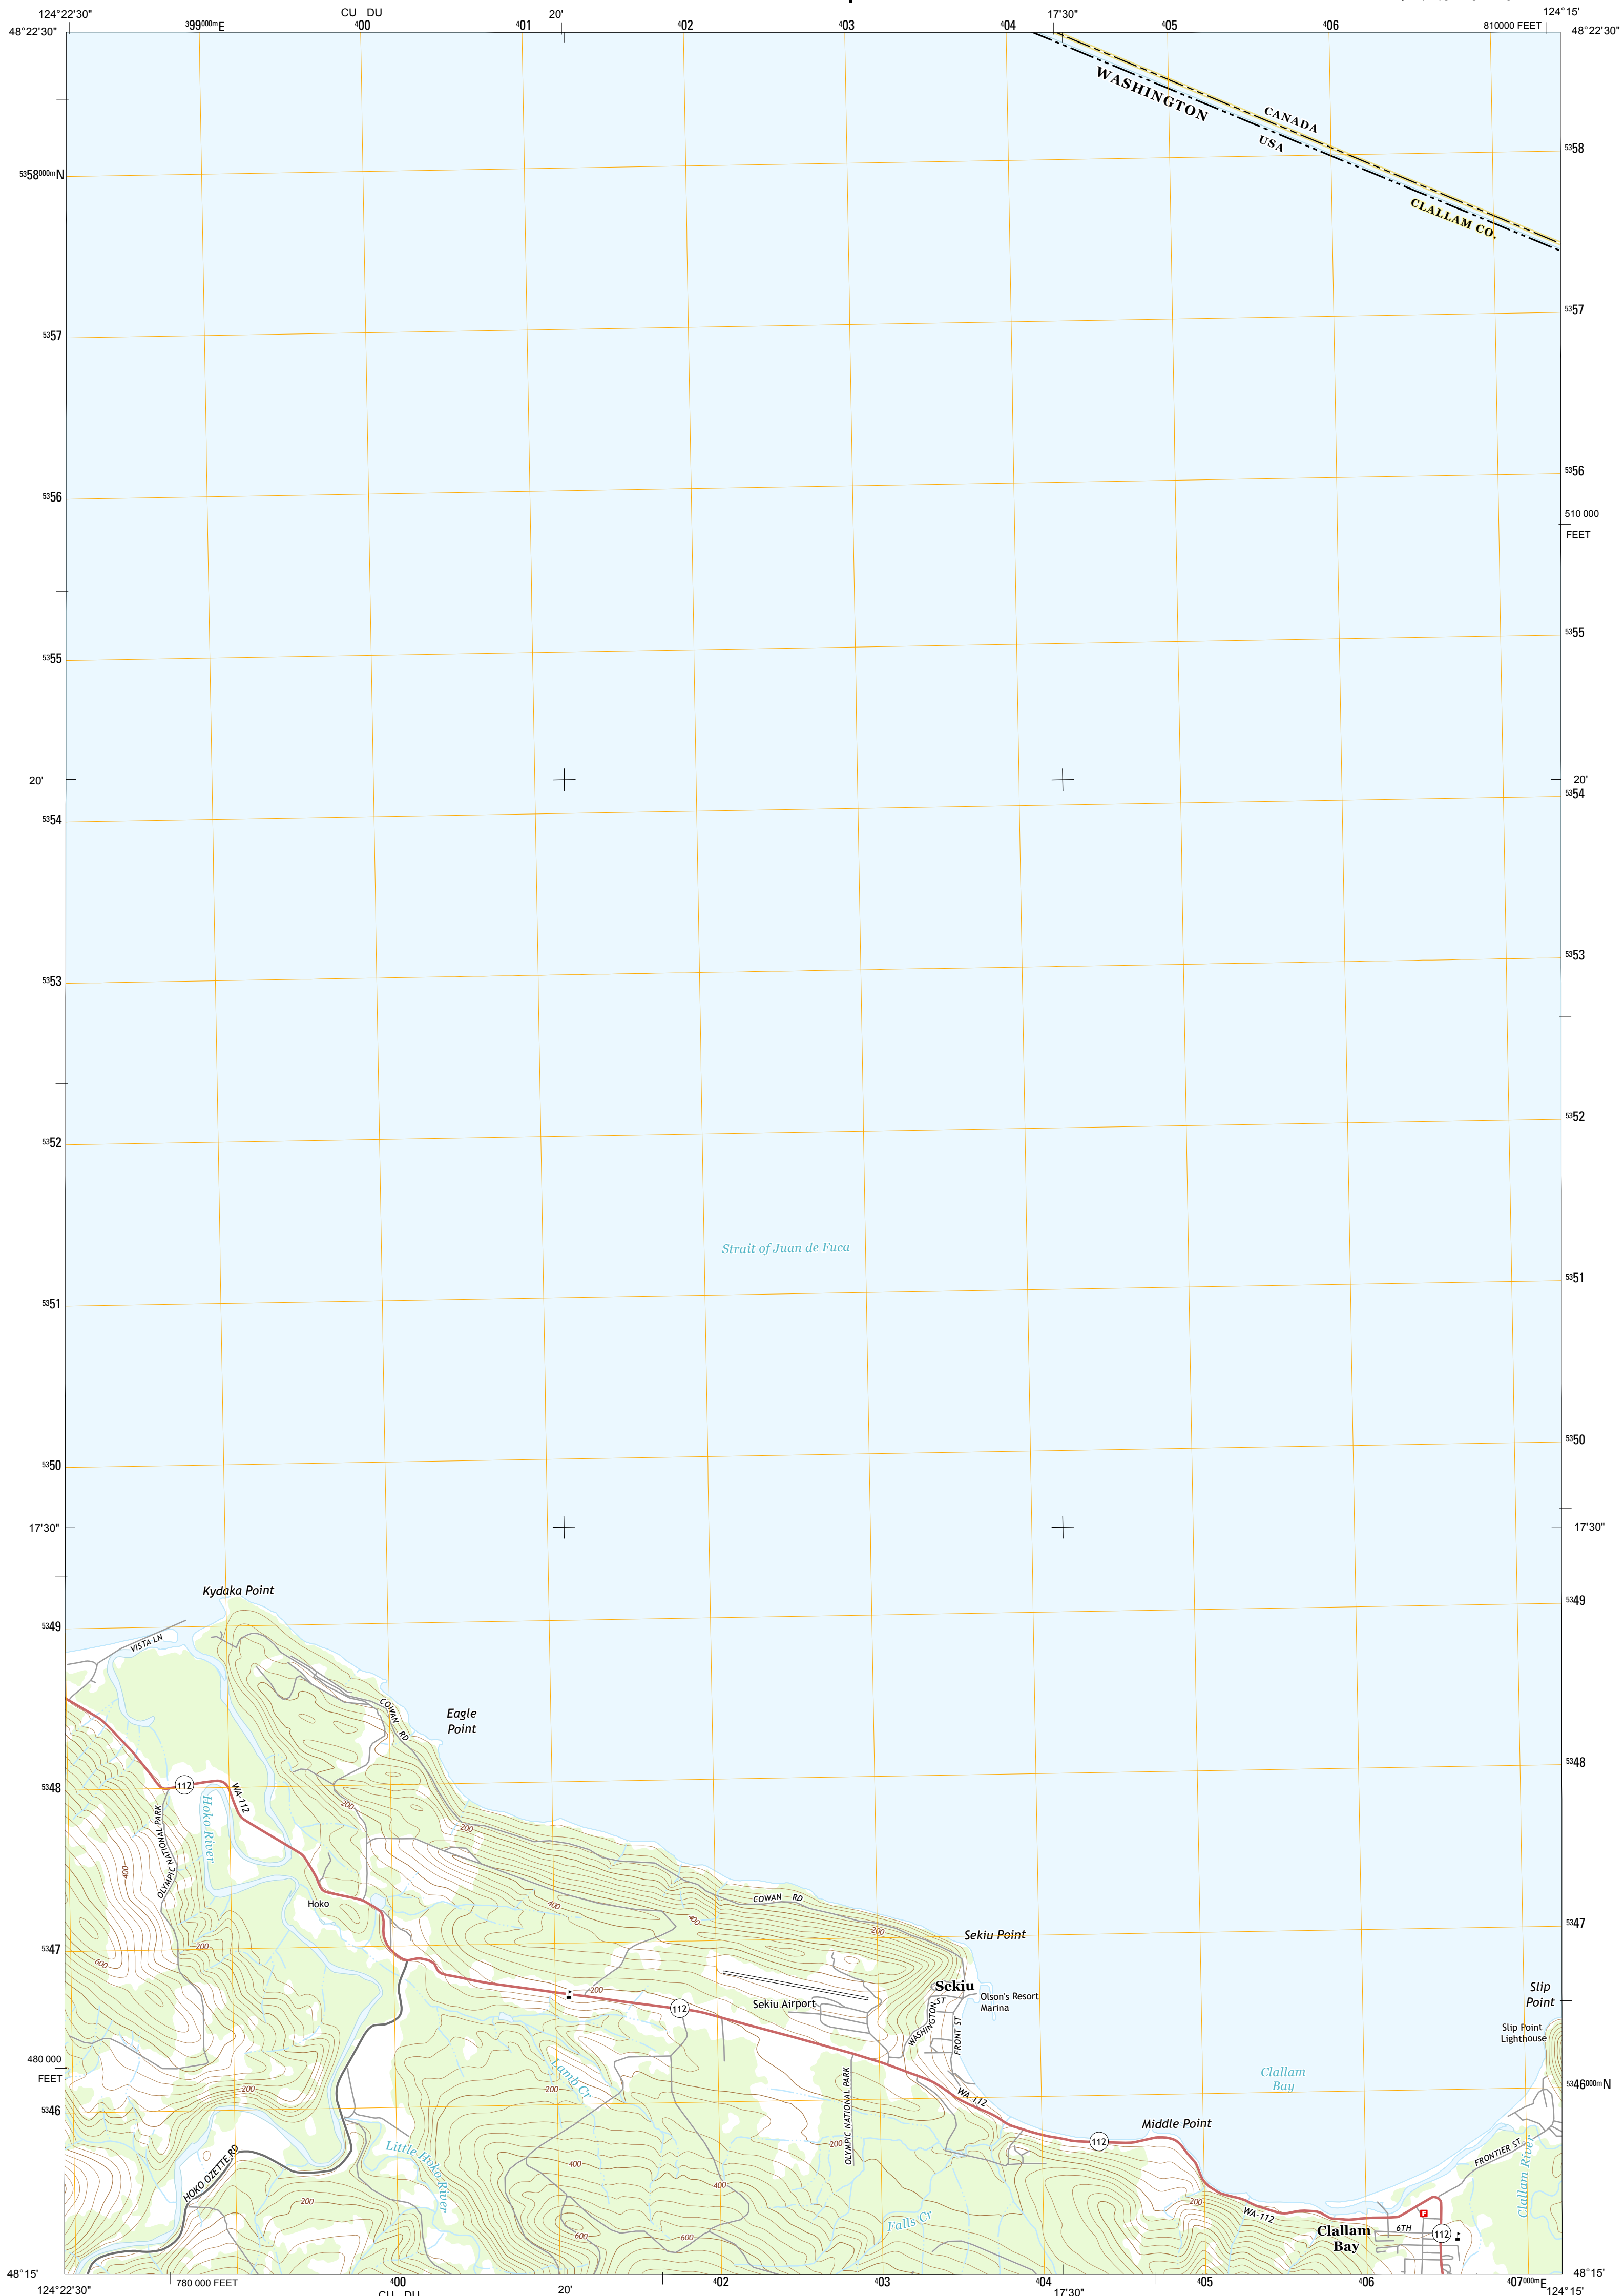 124°22'30"
CU DU
20'
17'30"
124°15'
48°22'30"
399000mE
400
401
402
403
404
405
406
810000 FEET
48°22'30"
WASHINGTON
CANADA
USA
CLALLAM CO.
5358000mN
5358
5357
5357
5356
5356
510 000
FEET
5355
5355
20'
20'
5354
5354
5353
5353
5352
5352
Strait of Juan de Fuca
5351
5351
5350
5350
17'30"
17'30"
Kydaka Point
5349
5349
VISTA LN
COWAN RD
Eagle
Point
5348
5348
112
WA-112
Hoko River
OLYMPIC NATIONAL PARK
200
200
400
Hoko
400
400
COWAN RD
200
Sekiu Point
5347
5347
200
600
Sekiu
Olson's Resort
Marina
Slip
Point
200
112
Sekiu Airport
WASHINGTON ST
FRONT ST
Slip Point
Lighthouse
480 000
FEET
Lamb Cr
200
200
OLYMPIC NATIONAL PARK
WA-112
Clallam
Bay
5346000mN
5346
Middle Point
112
200
HOKO OZETTE RD
Little Hoko River
400
400
200
200
WA-112
FRONTIER ST
Clallam River
Falls Cr
600
600
F
Clallam
Bay
6TH
112
48°15'
48°15'
124°22'30"
780 000 FEET
400
CU DU
20'
402
403
404
17'30"
405
406
407000mE
124°15'